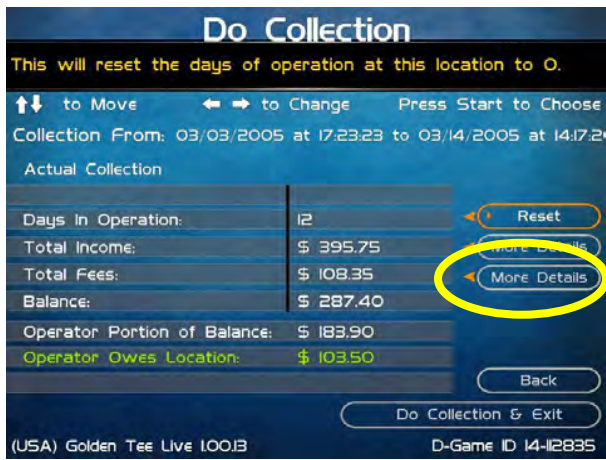 Do Collection
This will reset the days of operation at this location to 0.
to Move to Change Press Start to Choose
Collection From: 03/03/2005 at 17:23:23 to 03/14/2005 at 14:17:2
Actual Collection
Days In Operation: 12 Reset
Total Income: $ 395.75 More Details
Total Fees: $ 108.35 More Details
Balance: $ 287.40
Operator Portion of Balance: $ 183.90
Operator Owes Location: $ 103.50
Back
Do Collection & Exit
(USA) Golden Tee Live 1.00.13 D-Game ID 14-112835